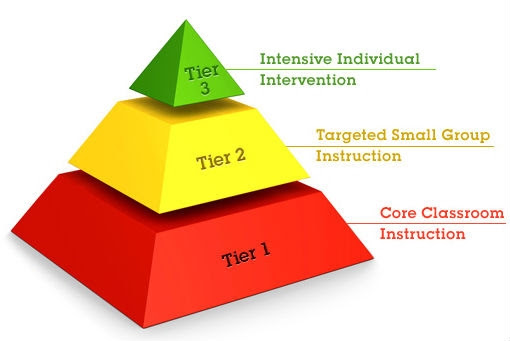 Tier
3
Intensive Individual
Intervention
Tier 2
Targeted Small Group
Instruction
Core Classroom
Instruction
Tier 1